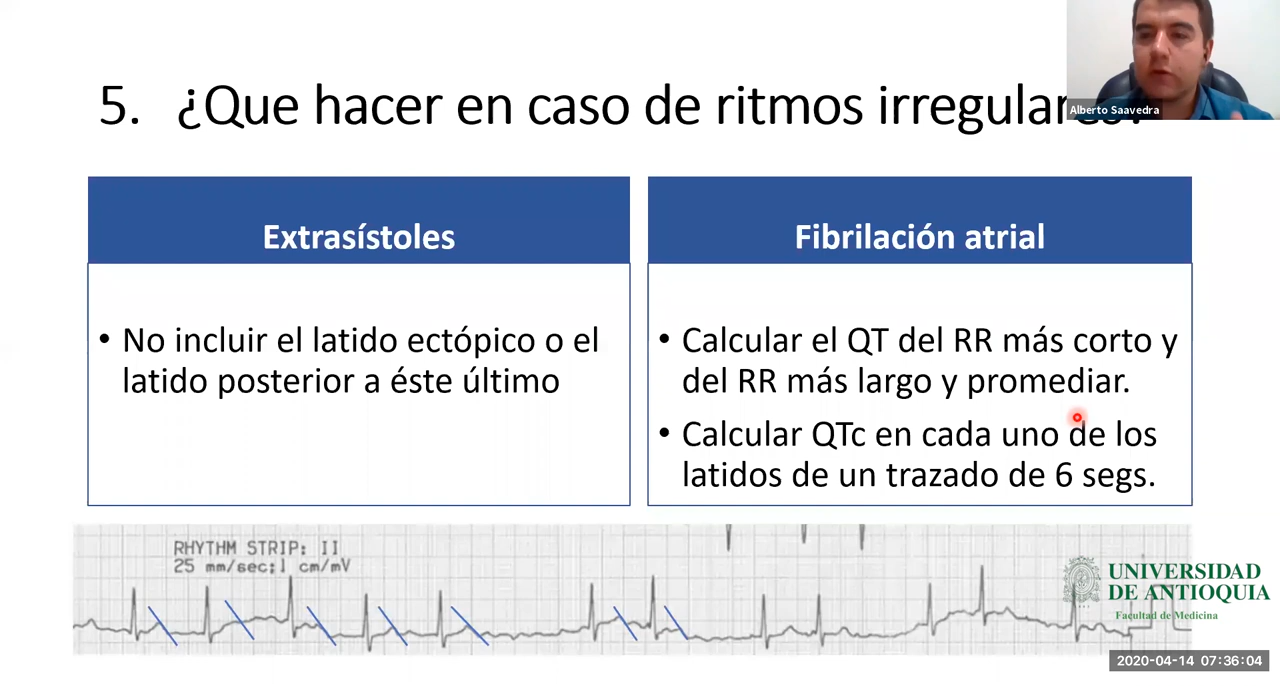 5. ¿Que hacer en caso de ritmos irregulares?
Alberto Saavedra
Extrasístoles
Fibrilación atrial
• No incluir el latido ectópico o el
latido posterior a éste último
• Calcular el QT del RR más corto y
del RR más largo y promediar.
• Calcular QTc en cada uno de los
latidos de un trazado de 6 segs.
RHYTHM STRIP: II
25 mm/sec;1 cm/mV
UNIVERSIDAD
DE ANTIOQUIA
Facultad de Medicina
2020-04-14 07:36:04